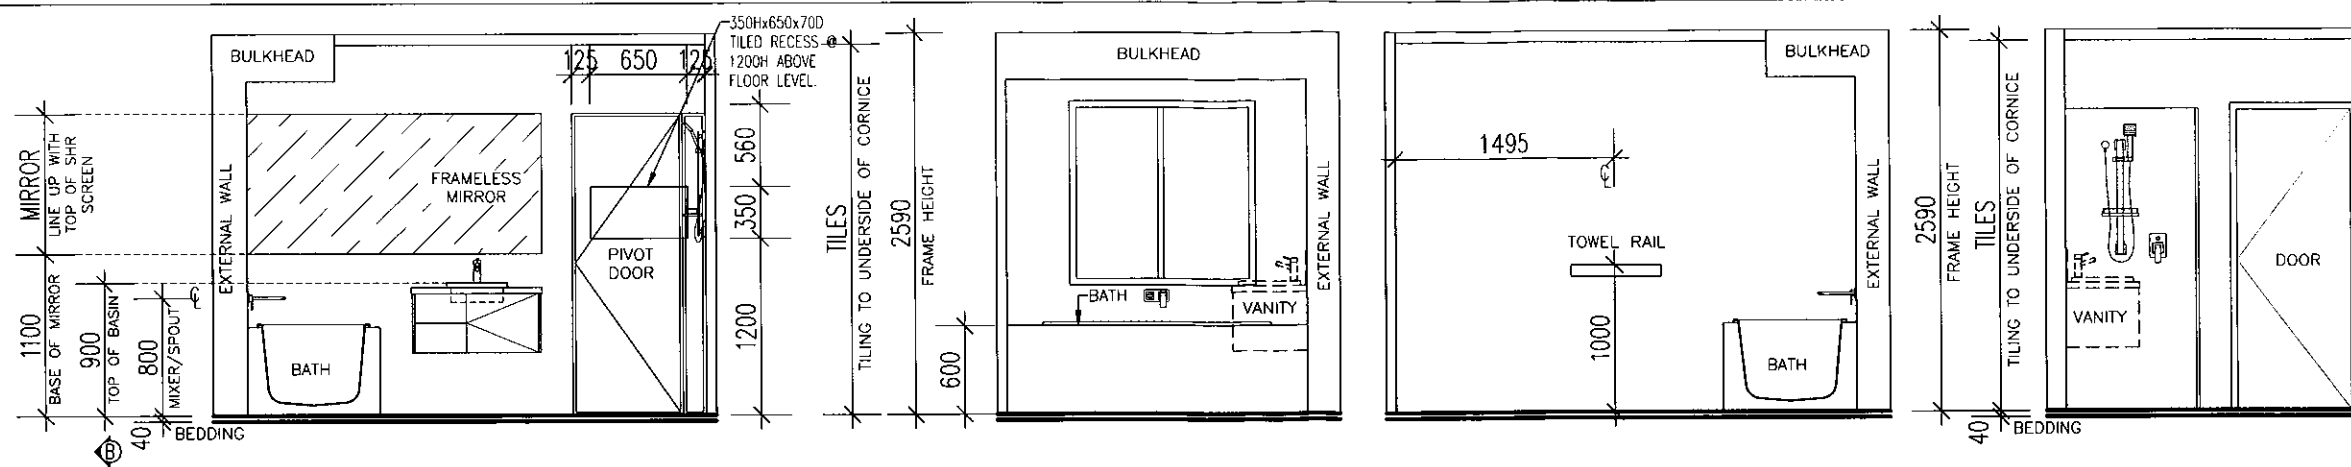 350Hx650x70D
TILED RECESS @
1200H ABOVE
FLOOR LEVEL.
BULKHEAD
125
650
125
MIRROR
LINE UP WITH
TOP OF SHR
SCREEN
EXTERNAL WALL
FRAMELESS
MIRROR
PIVOT
DOOR
560
350
1200
1100
BASE OF MIRROR
900
TOP OF BASIN
800
MIXER/SPOUT
BATH
40
BEDDING
B
TILES
TILING TO UNDERSIDE OF CORNICE
2590
FRAME HEIGHT
BULKHEAD
EXTERNAL WALL
BATH
VANITY
600
BULKHEAD
1495
TOWEL RAIL
1000
EXTERNAL WALL
BATH
2590
FRAME HEIGHT
TILES
TILING TO UNDERSIDE OF CORNICE
40
BEDDING
VANITY
DOOR